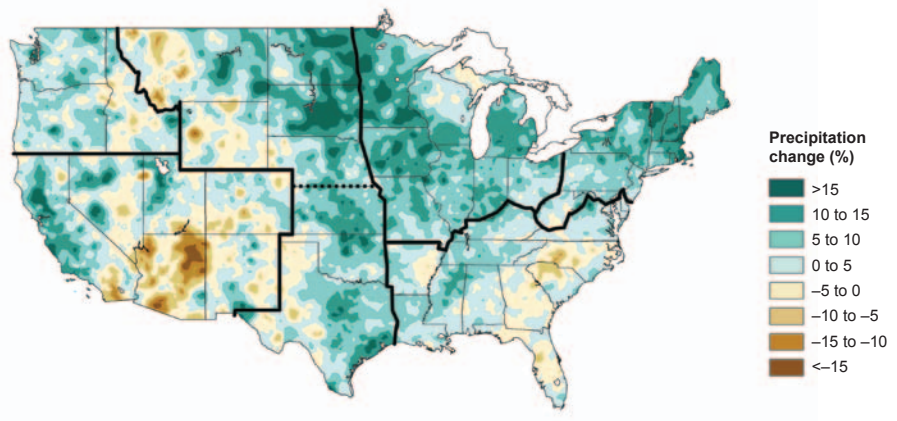 Precipitation
change (%)
>15
10 to 15
5 to 10
0 to 5
–5 to 0
–10 to –5
–15 to –10
<–15